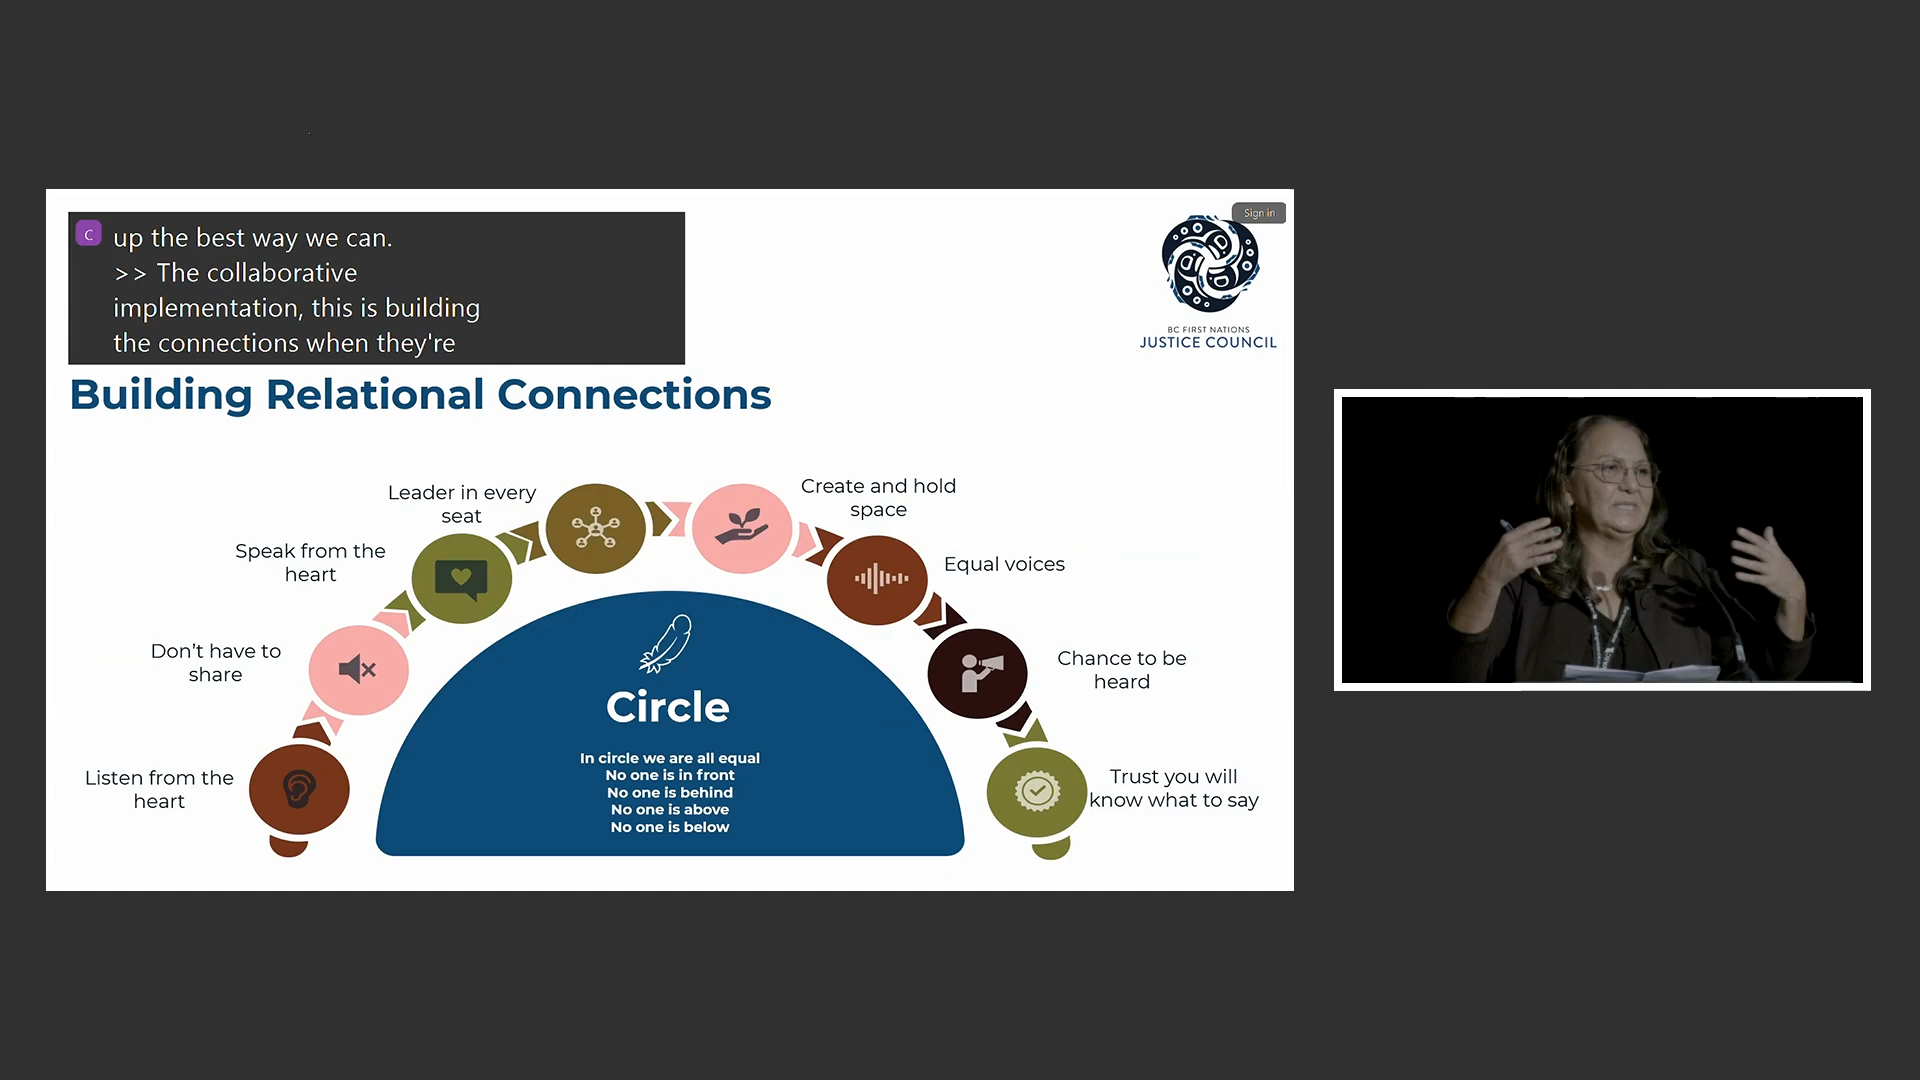 C
up the best way we can.
>> The collaborative
implementation, this is building
the connections when they're
Sign in
BC FIRST NATIONS
JUSTICE COUNCIL
Building Relational Connections
Listen from the
heart
Don't have to
share
Speak from the
heart
Leader in every
seat
Create and hold
space
Equal voices
Chance to be
heard
Trust you will
know what to say
Circle
In circle we are all equal
No one is in front
No one is behind
No one is above
No one is below